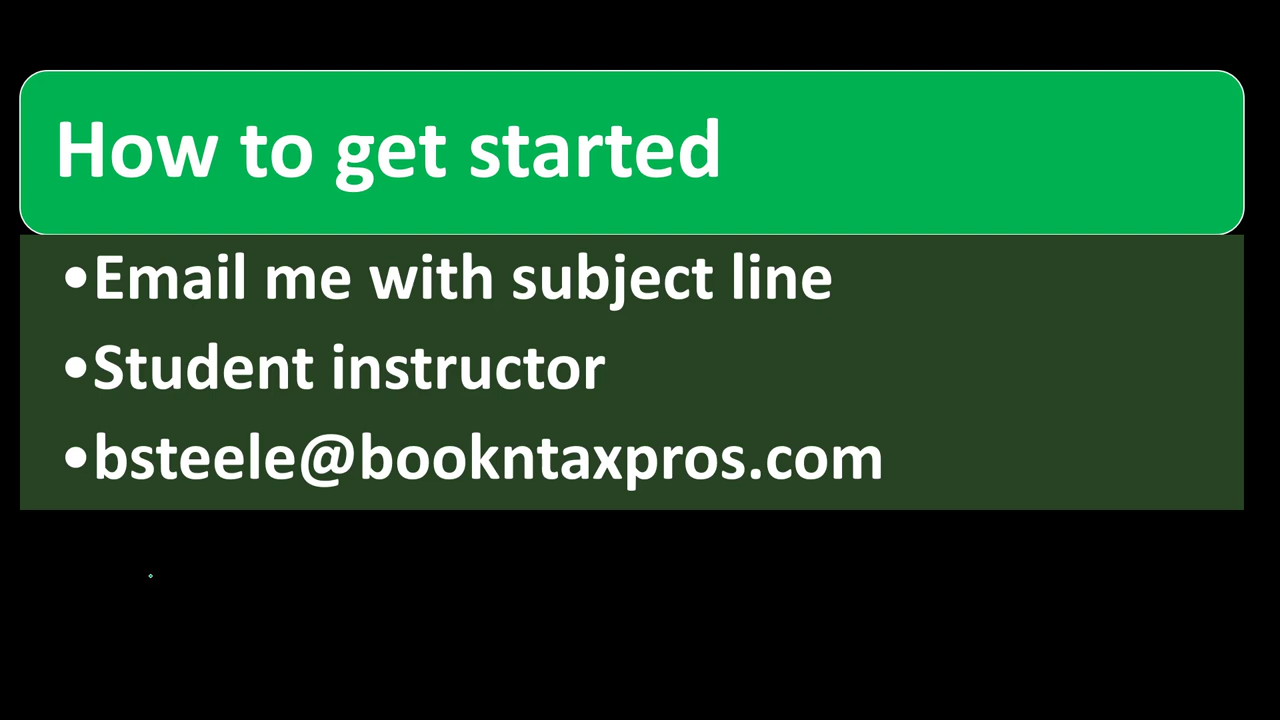 How to get started
•Email me with subject line
•Student instructor
•bsteele@bookntaxpros.com